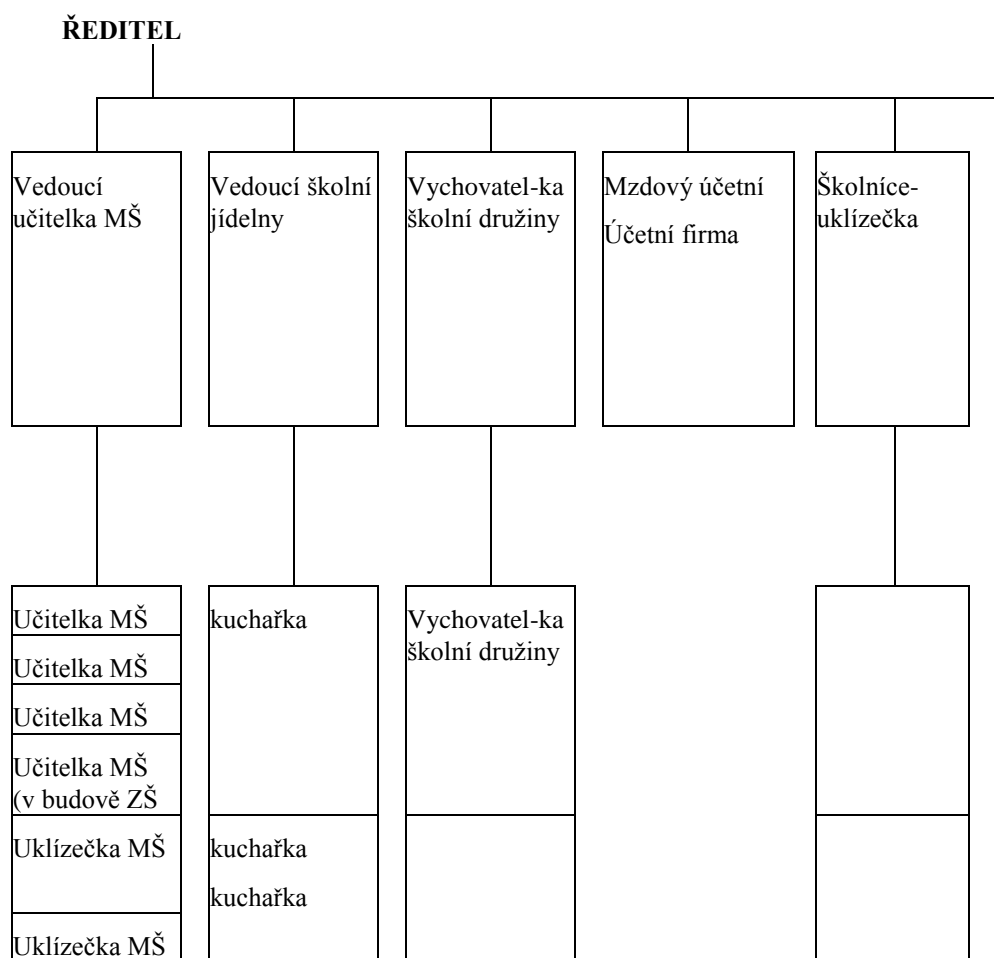 ŘEDITEL
Vedoucí
učitelka MŠ
Vedoucí školní
jídelny
Vychovatel-ka
školní družiny
Mzdový účetní
Účetní firma
Školníce-
uklízečka
Učitelka MŠ
Učitelka MŠ
Učitelka MŠ
Učitelka MŠ
(v budově ZŠ
Uklízečka MŠ
Uklízečka MŠ
kuchařka
kuchařka
kuchařka
Vychovatel-ka
školní družiny